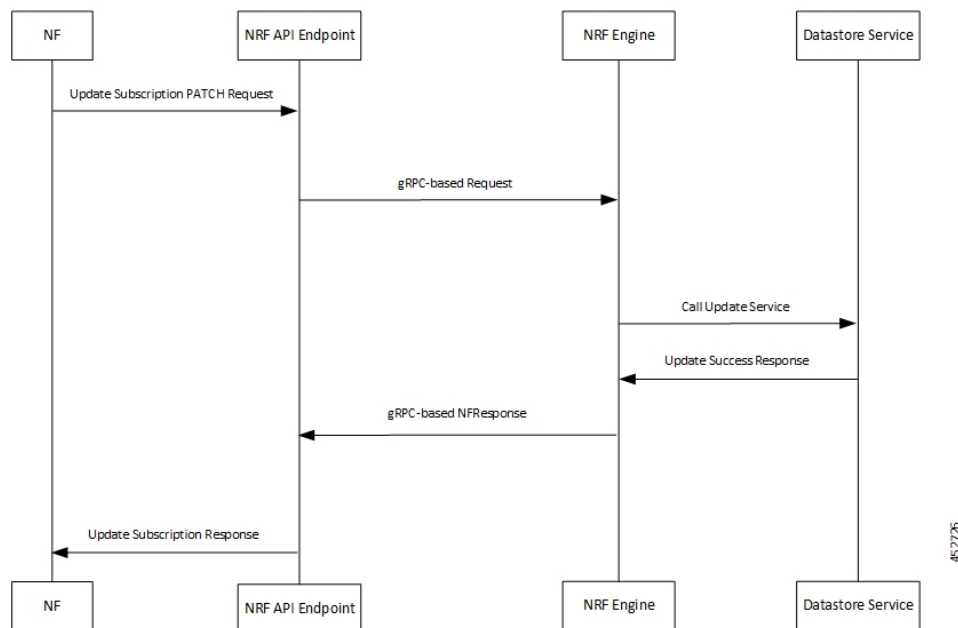 NF
NRF API Endpoint
NRF Engine
Datastore Service
Update Subscription PATCH Request
gRPC-based Request
Call Update Service
Update Success Response
gRPC-based NFResponse
Update Subscription Response
452726
NF
NRF API Endpoint
NRF Engine
Datastore Service